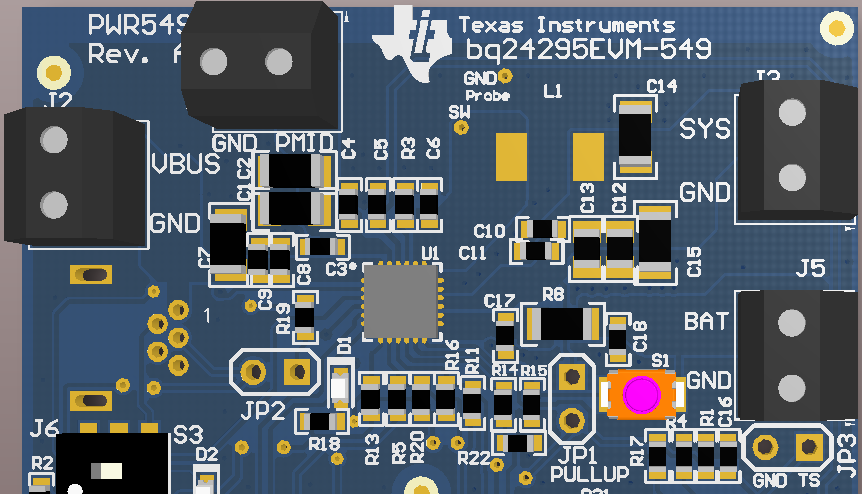 PWR549
Texas Instruments
Rev. A
bq24295EVM-549
GND
Probe
C14
J2
L1
J3
SW
SYS
GND PMID
C4
C5
R3
C6
VBUS
C1
C2
GND
C13
C12
GND
C10
C7
C11
C15
C3
U1
C8
J5
C9
C17
R6
R19
1
BAT
C18
D1
R16
R11
S1
R14
R15
GND
JP2
C16
R1
R4
J6
S3
R18
R13
R5
R20
R22
R17
JP1
JP3
D2
R2
PULLUP
GND TS
R21